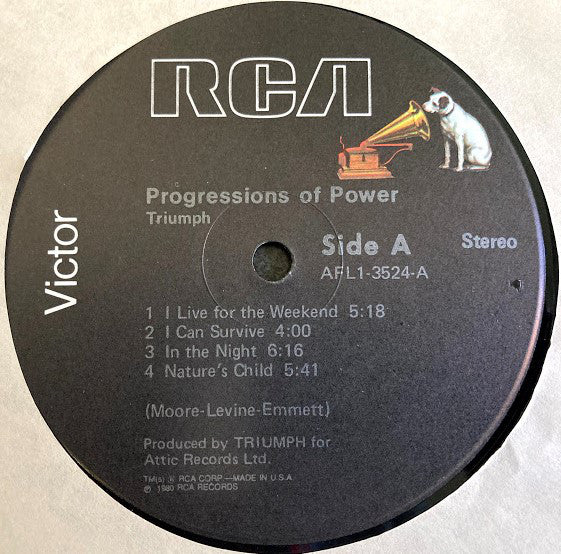 RCA
Victor
Progressions of Power
Triumph
Side A
Stereo
AFL1-3524-A
1 I Live for the Weekend 5:18
2 I Can Survive 4:00
3 In the Night 6:16
4 Nature's Child 5:41
(Moore-Levine-Emmett)
Produced by TRIUMPH for
Attic Records Ltd.
TM(s) ® RCA CORP.—MADE IN U.S.A.
℗ 1980 RCA RECORDS